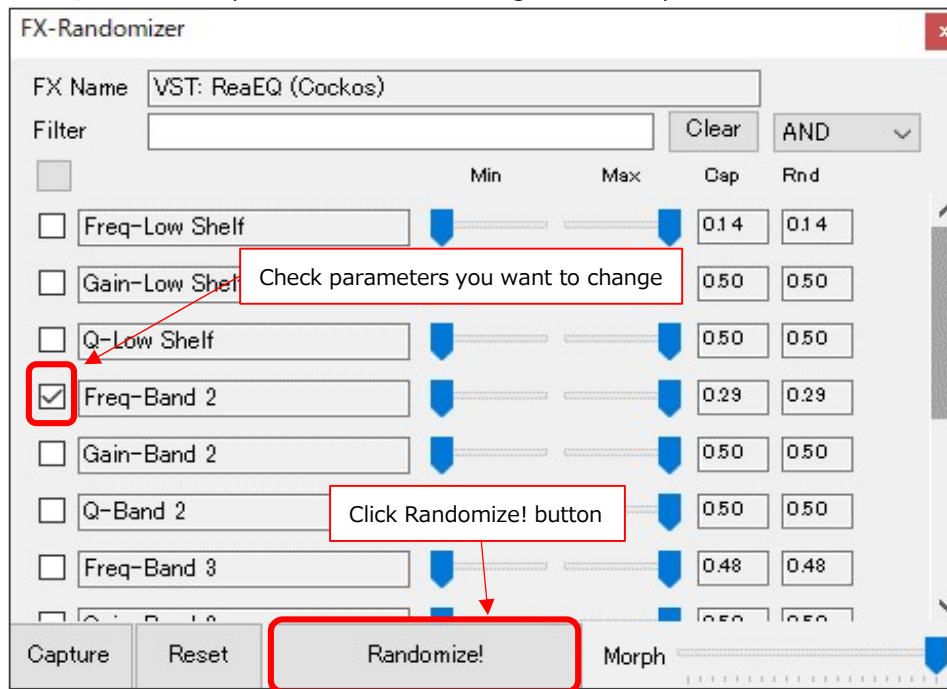 FX-Randomizer
FX Name VST: ReaEQ (Cockos)
Filter Clear AND
Min Max Cap Rnd
Freq-Low Shelf 0.14 0.14
Check parameters you want to change
Gain-Low Shelf 0.50 0.50
Q-Low Shelf 0.50 0.50
Freq-Band 2 0.29 0.29
Gain-Band 2 0.50 0.50
Click Randomize! button
Q-Band 2 0.50 0.50
Freq-Band 3 0.48 0.48
Capture Reset Randomize! Morph